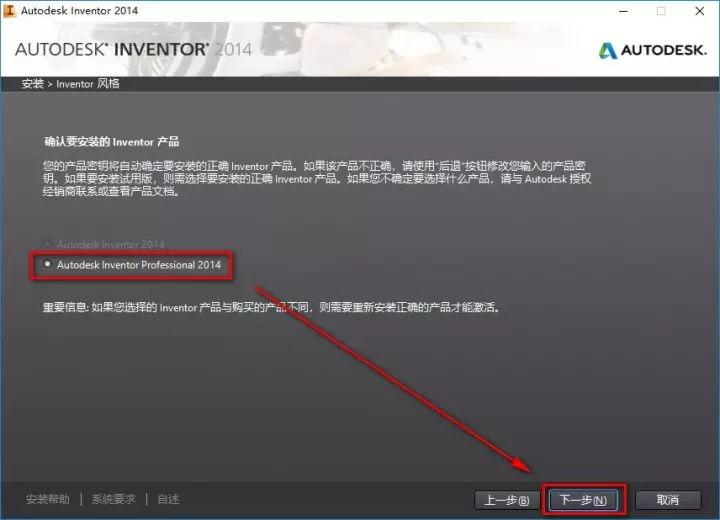 Autodesk Inventor 2014
AUTODESK® INVENTOR® 2014
AUTODESK.
安装 > Inventor 风格
确认要安装的 Inventor 产品
您的产品密钥将自动确定要安装的正确 Inventor 产品。如果该产品不正确，请使用“后退”按钮修改您输入的产品密
钥。如果要安装试用版，则需选择要安装的正确 Inventor 产品。如果您不确定要选择什么产品，请与 Autodesk 授权
经销商联系或查看产品文档。
Autodesk Inventor 2014
Autodesk Inventor Professional 2014
重要信息: 如果您选择的 Inventor 产品与购买的产品不同，则需要重新安装正确的产品才能激活。
安装帮助 | 系统要求 | 自述 上一步(B) 下一步(N) 取消